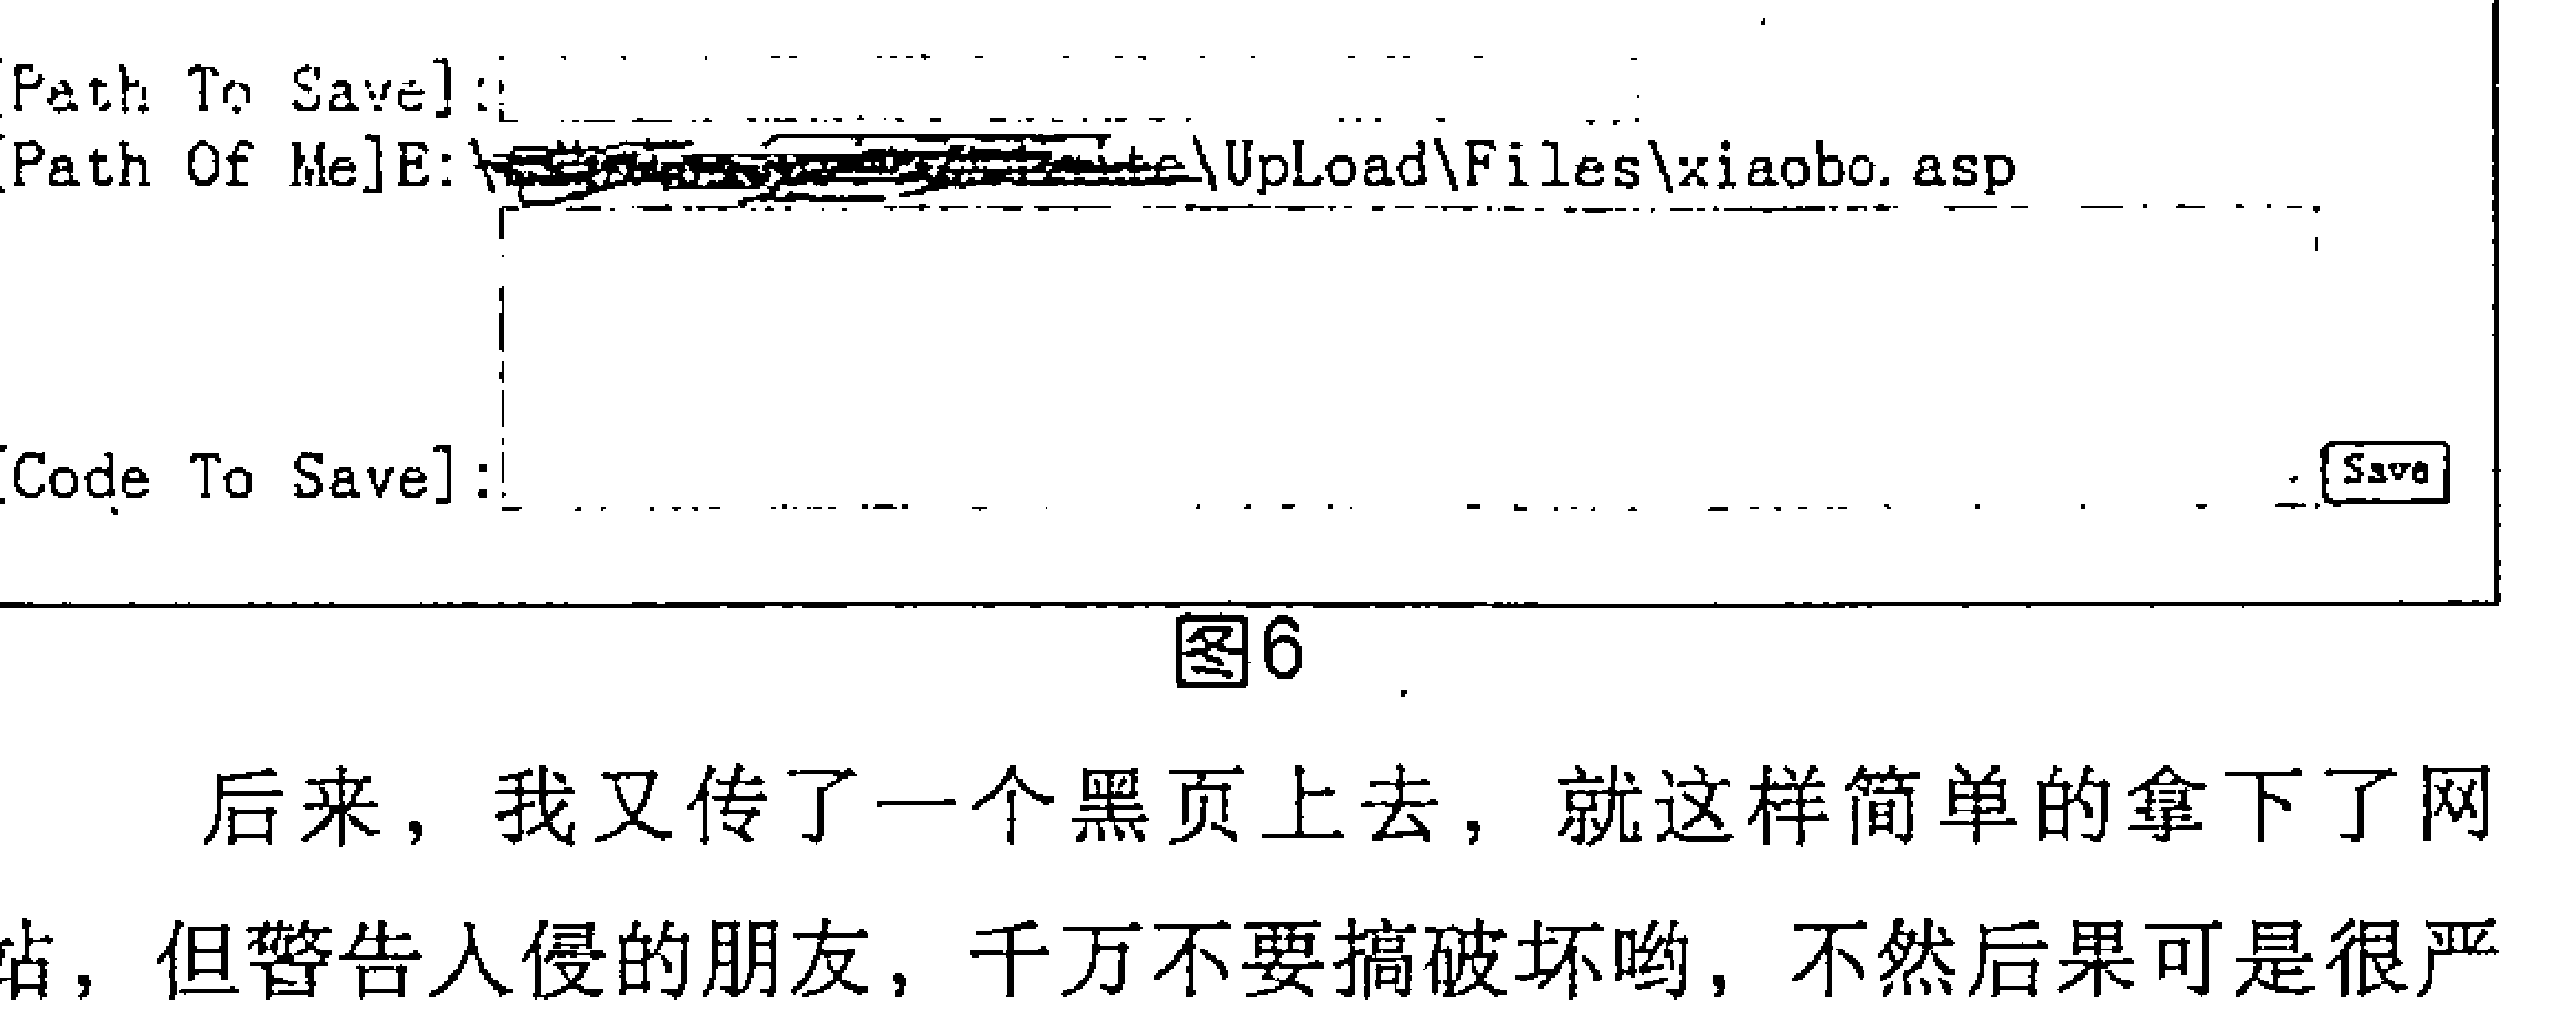 [Path To Save]:
[Path Of Me]E:\ \UpLoad\Files\xiaobo.asp
[Code To Save]:
Save
图6
后来，我又传了一个黑页上去，就这样简单的拿下了网
站，但警告入侵的朋友，千万不要搞破坏哟，不然后果可是很严